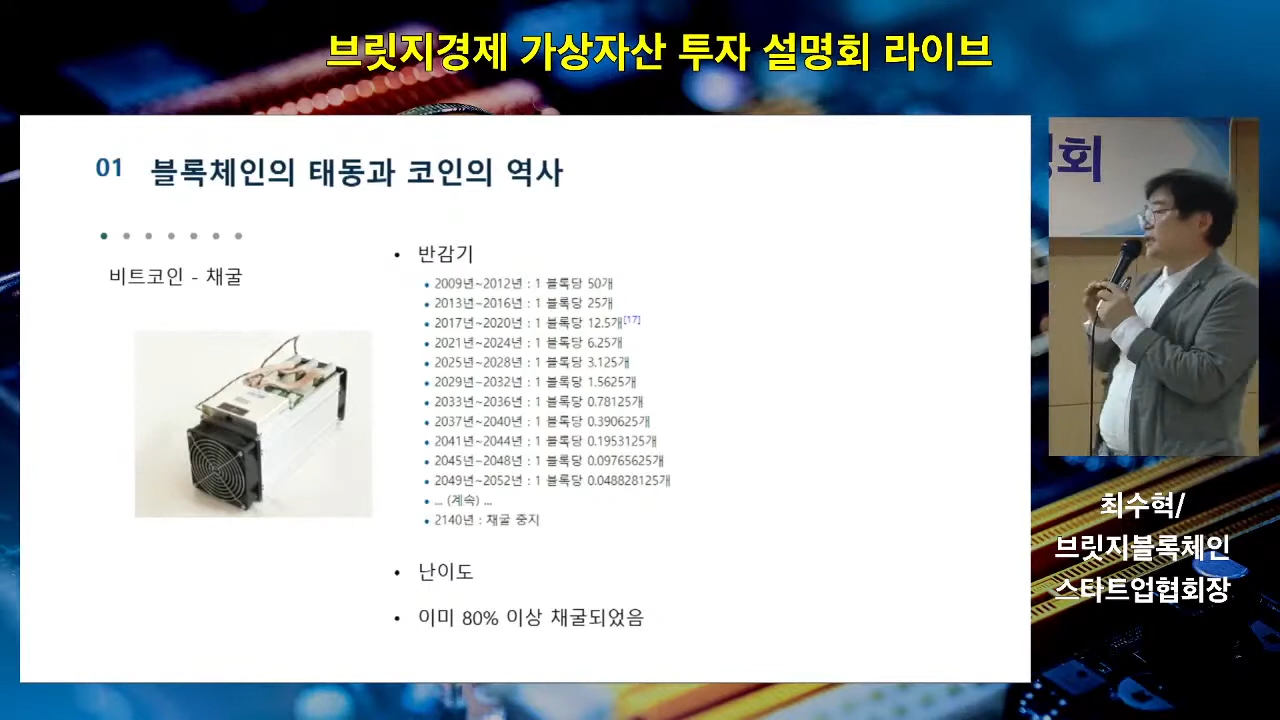 브릿지경제 가상자산 투자 설명회 라이브
01 블록체인의 태동과 코인의 역사
비트코인 - 채굴
• 반감기
• 2009년~2012년 : 1 블록당 50개
• 2013년~2016년 : 1 블록당 25개
• 2017년~2020년 : 1 블록당 12.5개[17]
• 2021년~2024년 : 1 블록당 6.25개
• 2025년~2028년 : 1 블록당 3.125개
• 2029년~2032년 : 1 블록당 1.5625개
• 2033년~2036년 : 1 블록당 0.78125개
• 2037년~2040년 : 1 블록당 0.390625개
• 2041년~2044년 : 1 블록당 0.1953125개
• 2045년~2048년 : 1 블록당 0.09765625개
• 2049년~2052년 : 1 블록당 0.048828125개
• ... (계속) ...
• 2140년 : 채굴 중지
• 난이도
• 이미 80% 이상 채굴되었음
회
최수혁/
브릿지블록체인
스타트업협회장